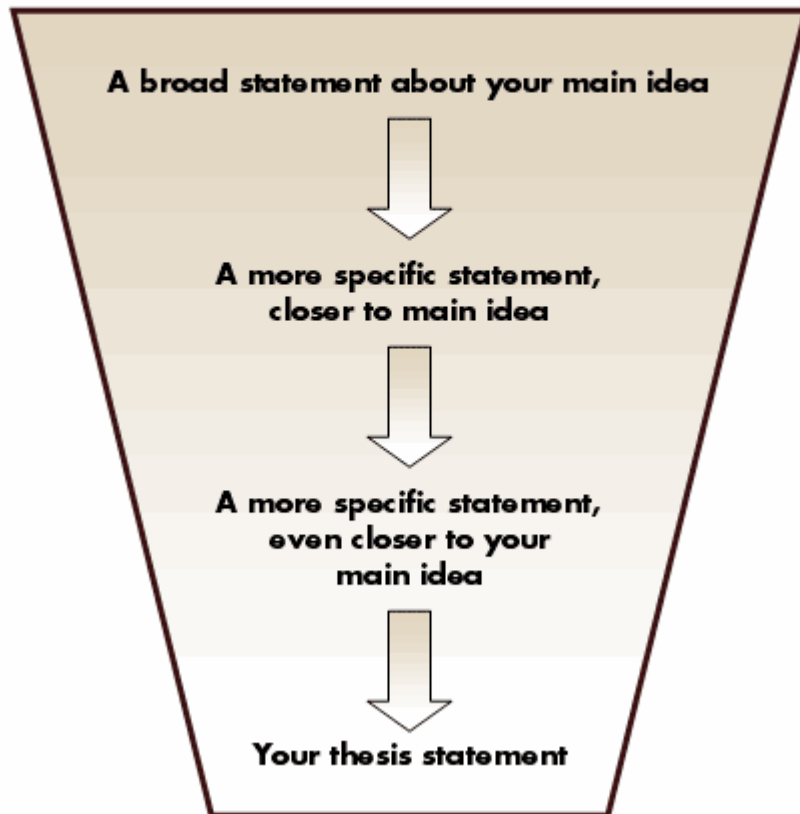 A broad statement about your main idea
A more specific statement,
closer to main idea
A more specific statement,
even closer to your
main idea
Your thesis statement